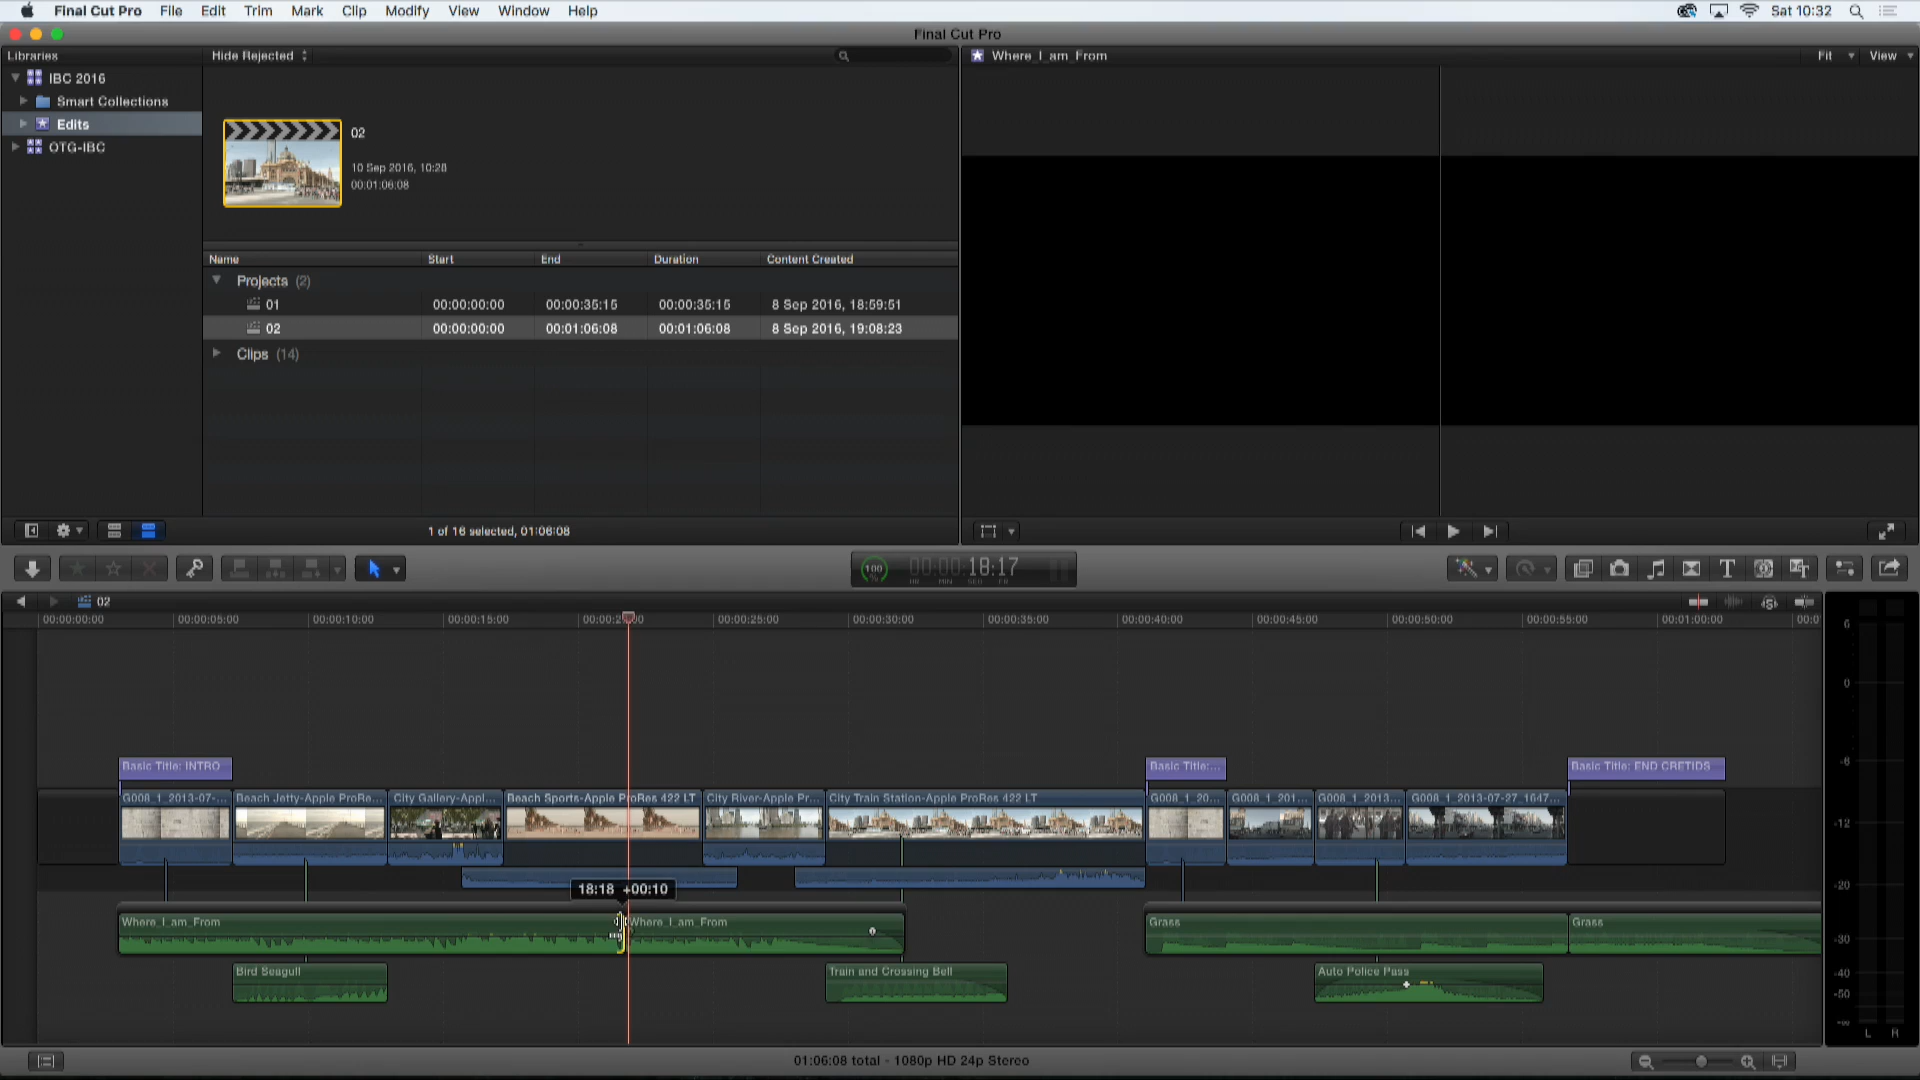 Final Cut Pro File Edit Trim Mark Clip Modify View Window Help
Sat 10:32
Final Cut Pro
Libraries
Hide Rejected
Where_I_am_From
Fit
View
IBC 2016
Smart Collections
Edits
OTG-IBC
02
10 Sep 2016, 10:28
00:01:06:08
Name Start End Duration Content Created
Projects (2)
01 00:00:00:00 00:00:35:15 00:00:35:15 8 Sep 2016, 18:59:51
02 00:00:00:00 00:01:06:08 00:01:06:08 8 Sep 2016, 19:08:23
Clips (14)
1 of 16 selected, 01:06:08
100
%
00:00:18:17
HR MIN SEC FR
02
00:00:00:00 00:00:05:00 00:00:10:00 00:00:15:00 00:00:25:00 00:00:30:00 00:00:35:00 00:00:40:00 00:00:45:00 00:00:50:00 00:00:55:00 00:01:00:00 00:0
Basic Title: INTRO
Basic Title:...
Basic Title: END CRETIDS
G008_1_2013-07-...
Beach Jetty-Apple ProRe...
City Gallery-Appl...
Beach Sports-Apple ProRes 422 LT
City River-Apple Pr...
City Train Station-Apple ProRes 422 LT
G008_1_20...
G008_1_201...
G008_1_2013...
G008_1_2013-07-27_1647...
18:18 +00:10
Where_I_am_From
Where_I_am_From
Grass
Grass
Bird Seagull
Train and Crossing Bell
Auto Police Pass
6
0
-6
-12
-20
-30
-40
-50
-∞
L R
01:06:08 total - 1080p HD 24p Stereo